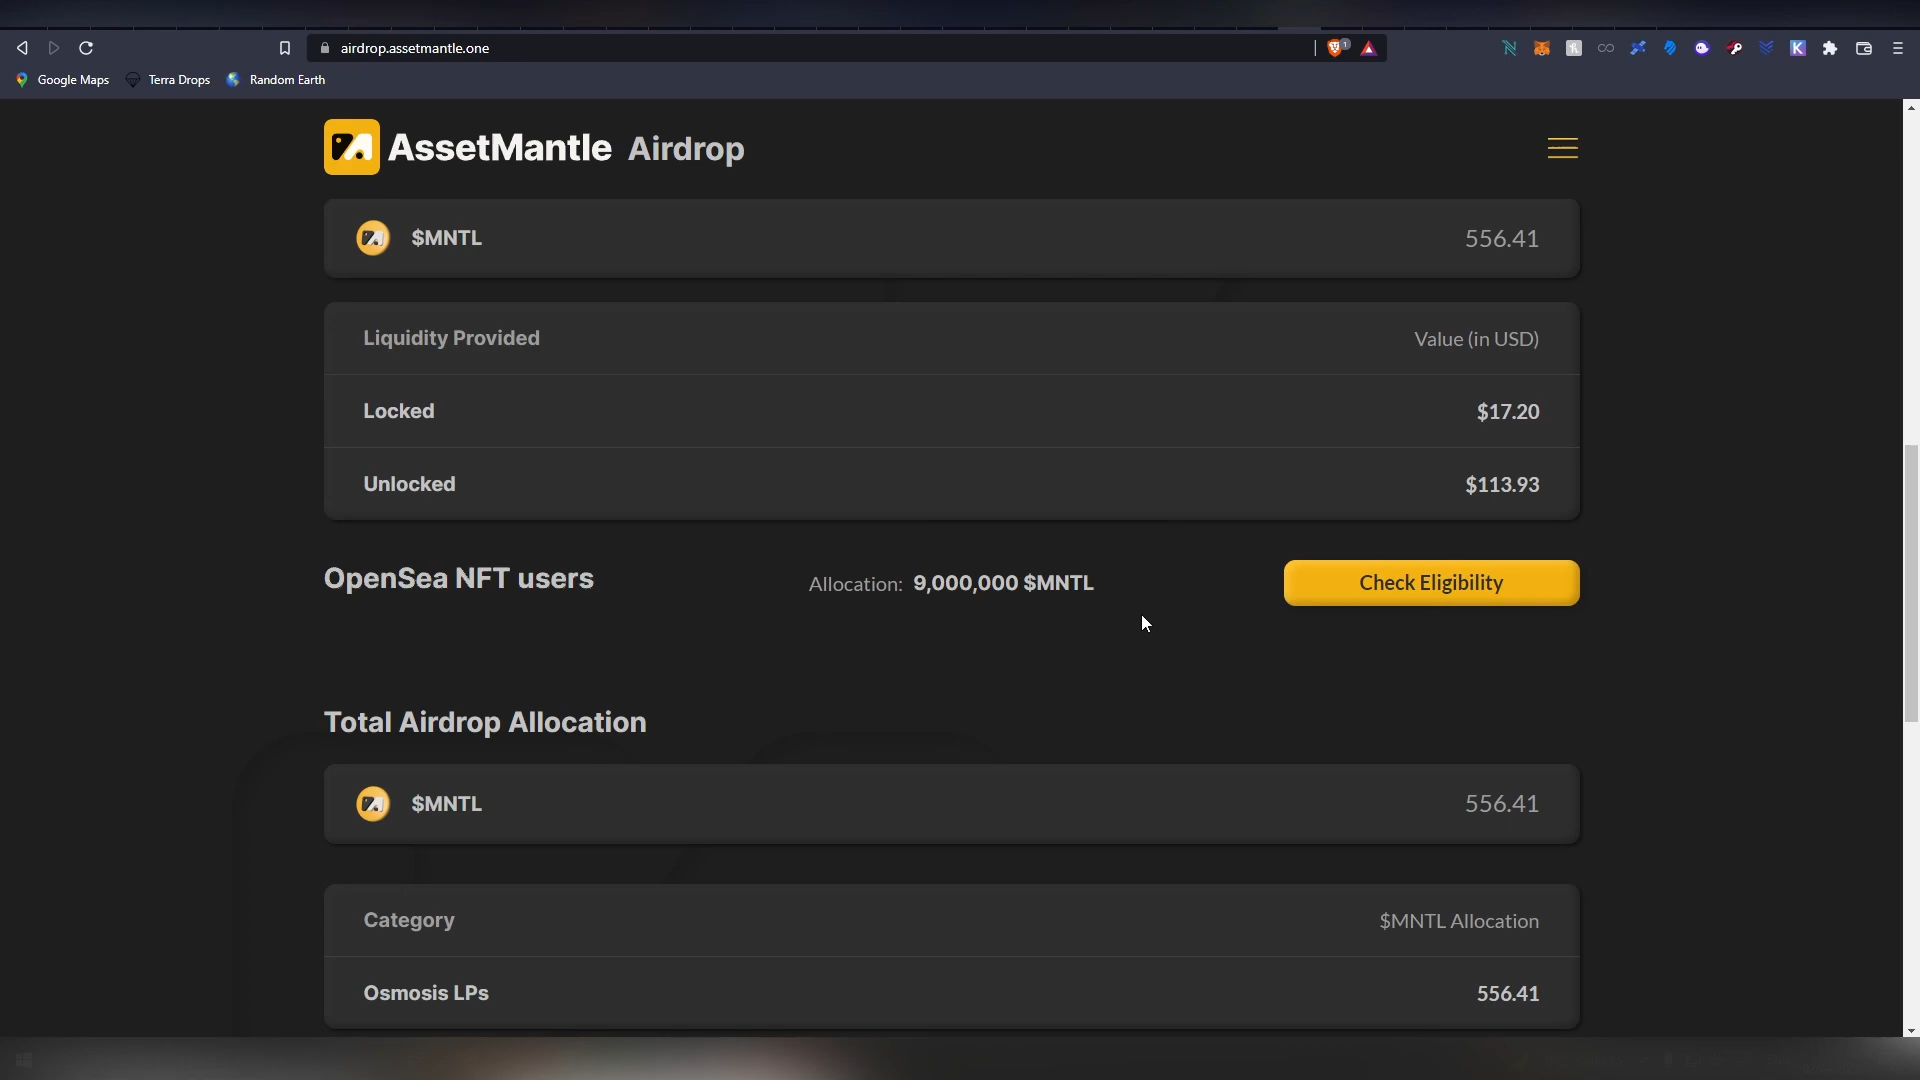 airdrop.assetmantle.one
1
Google Maps
Terra Drops
Random Earth
AssetMantle Airdrop
$MNTL 556.41
Liquidity Provided Value (in USD)
Locked $17.20
Unlocked $113.93
OpenSea NFT users Allocation: 9,000,000 $MNTL Check Eligibility
Total Airdrop Allocation
$MNTL 556.41
Category $MNTL Allocation
Osmosis LPs 556.41